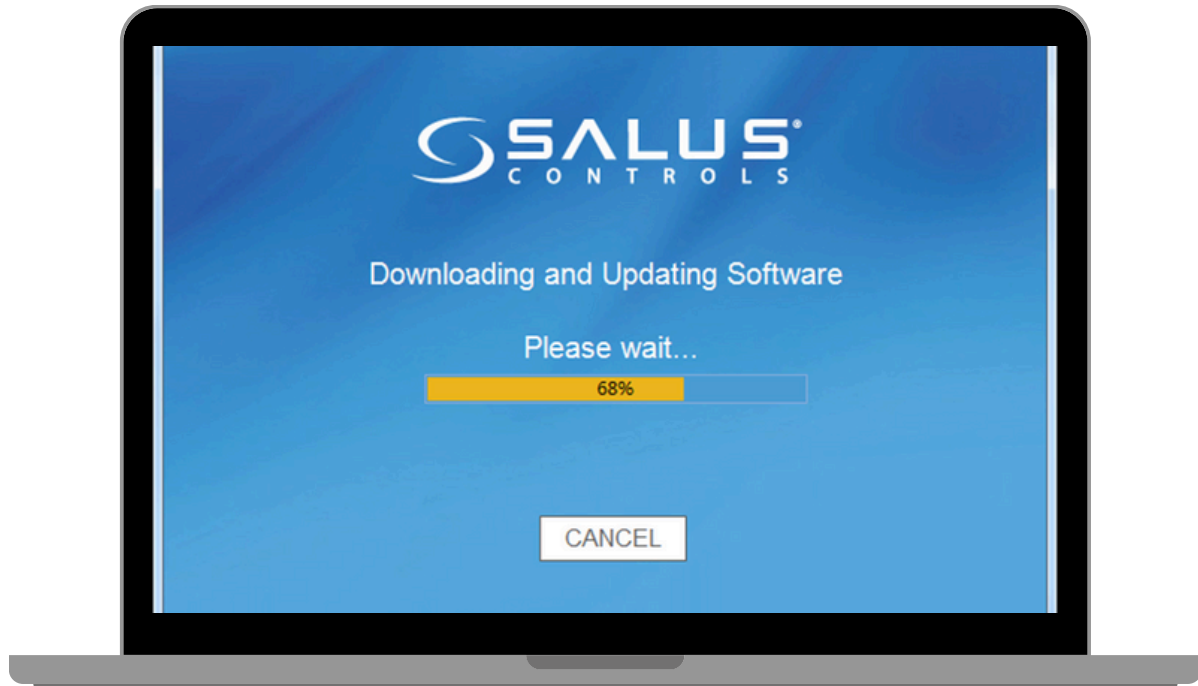 SALUS®
CONTROLS
Downloading and Updating Software
Please wait...
68%
CANCEL